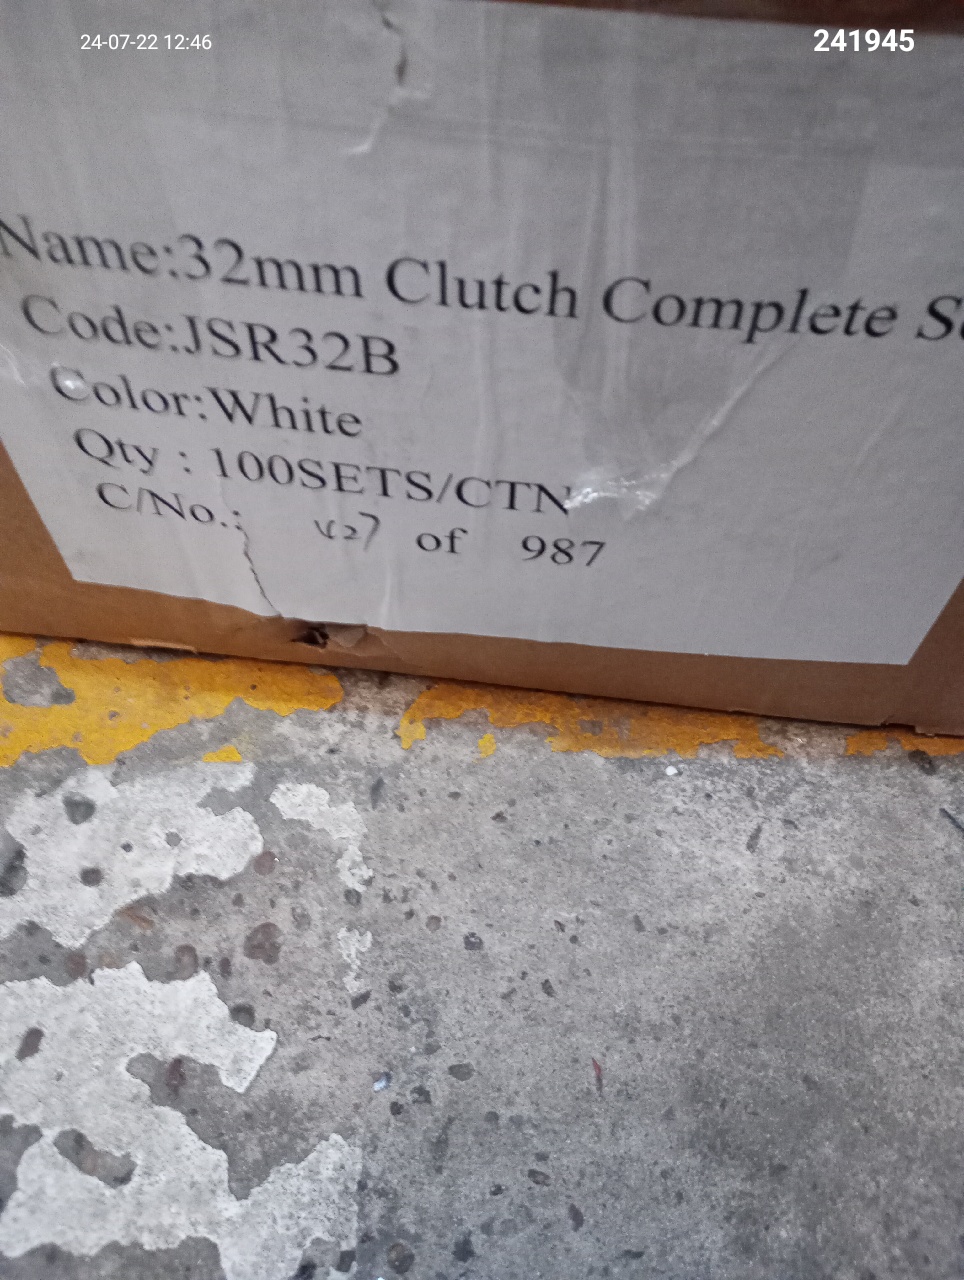 24-07-22 12:46
241945
Name:32mm Clutch Complete
Code:JSR32B
Color:White
Qty : 100SETS/CTN
C/No.: of 987